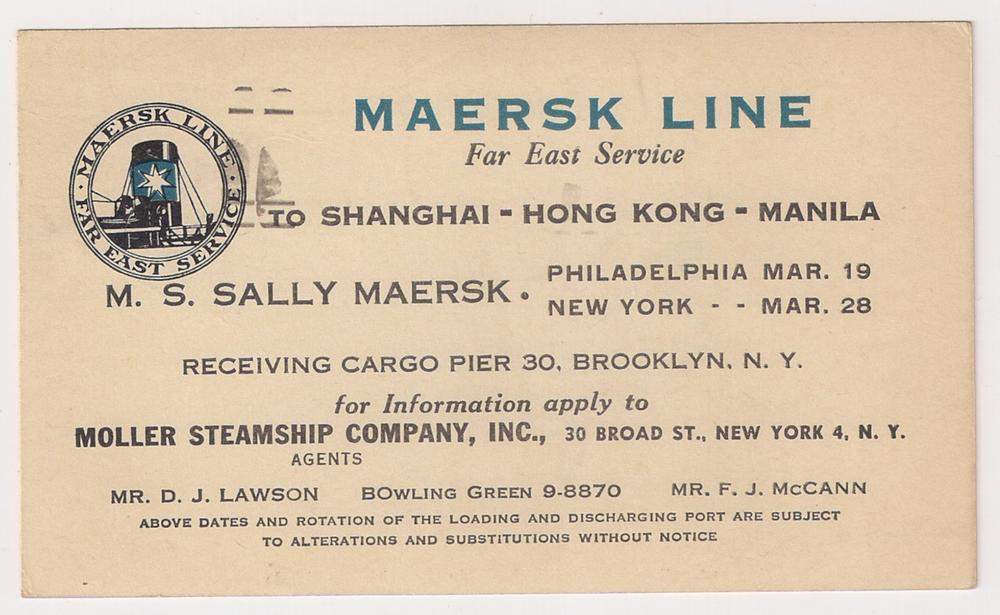 MAERSK LINE
Far East Service
· MAERSK LINE ·
FAR EAST SERVICE
TO SHANGHAI - HONG KONG - MANILA
M. S. SALLY MAERSK.
PHILADELPHIA MAR. 19
NEW YORK - - MAR. 28
RECEIVING CARGO PIER 30, BROOKLYN, N. Y.
for Information apply to
MOLLER STEAMSHIP COMPANY, INC., 30 BROAD ST., NEW YORK 4, N. Y.
AGENTS
MR. D. J. LAWSON BOWLING GREEN 9-8870 MR. F. J. McCANN
ABOVE DATES AND ROTATION OF THE LOADING AND DISCHARGING PORT ARE SUBJECT
TO ALTERATIONS AND SUBSTITUTIONS WITHOUT NOTICE